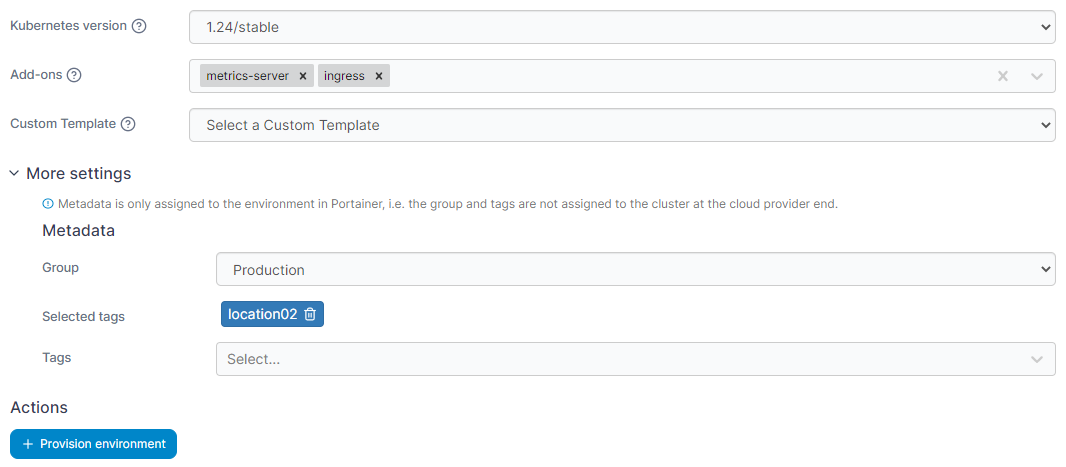 Kubernetes version
1.24/stable
Add-ons
metrics-server x ingress x
Custom Template
Select a Custom Template
More settings
Metadata is only assigned to the environment in Portainer, i.e. the group and tags are not assigned to the cluster at the cloud provider end.
Metadata
Group
Production
Selected tags
location02
Tags
Select...
Actions
+ Provision environment